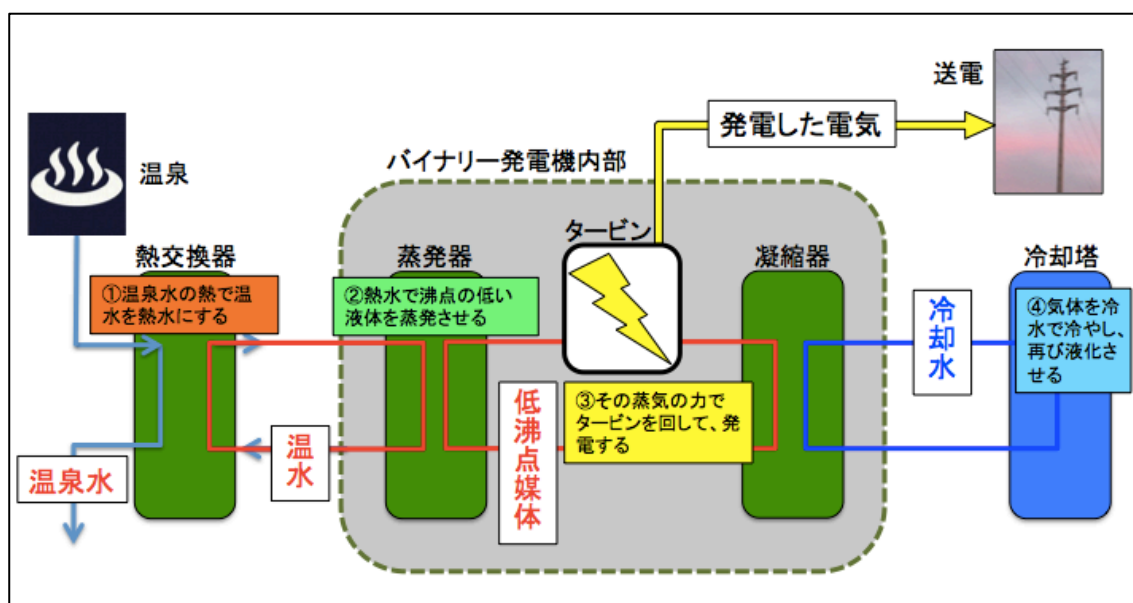 送電
発電した電気
温泉
バイナリー発電機内部
タービン
熱交換器
蒸発器
凝縮器
冷却塔
①温泉水の熱で温
水を熱水にする
②熱水で沸点の低い
液体を蒸発させる
④気体を冷
水で冷やし、
再び液化さ
せる
冷却水
③その蒸気の力で
タービンを回して、発
電する
低沸点媒体
温水
温泉水